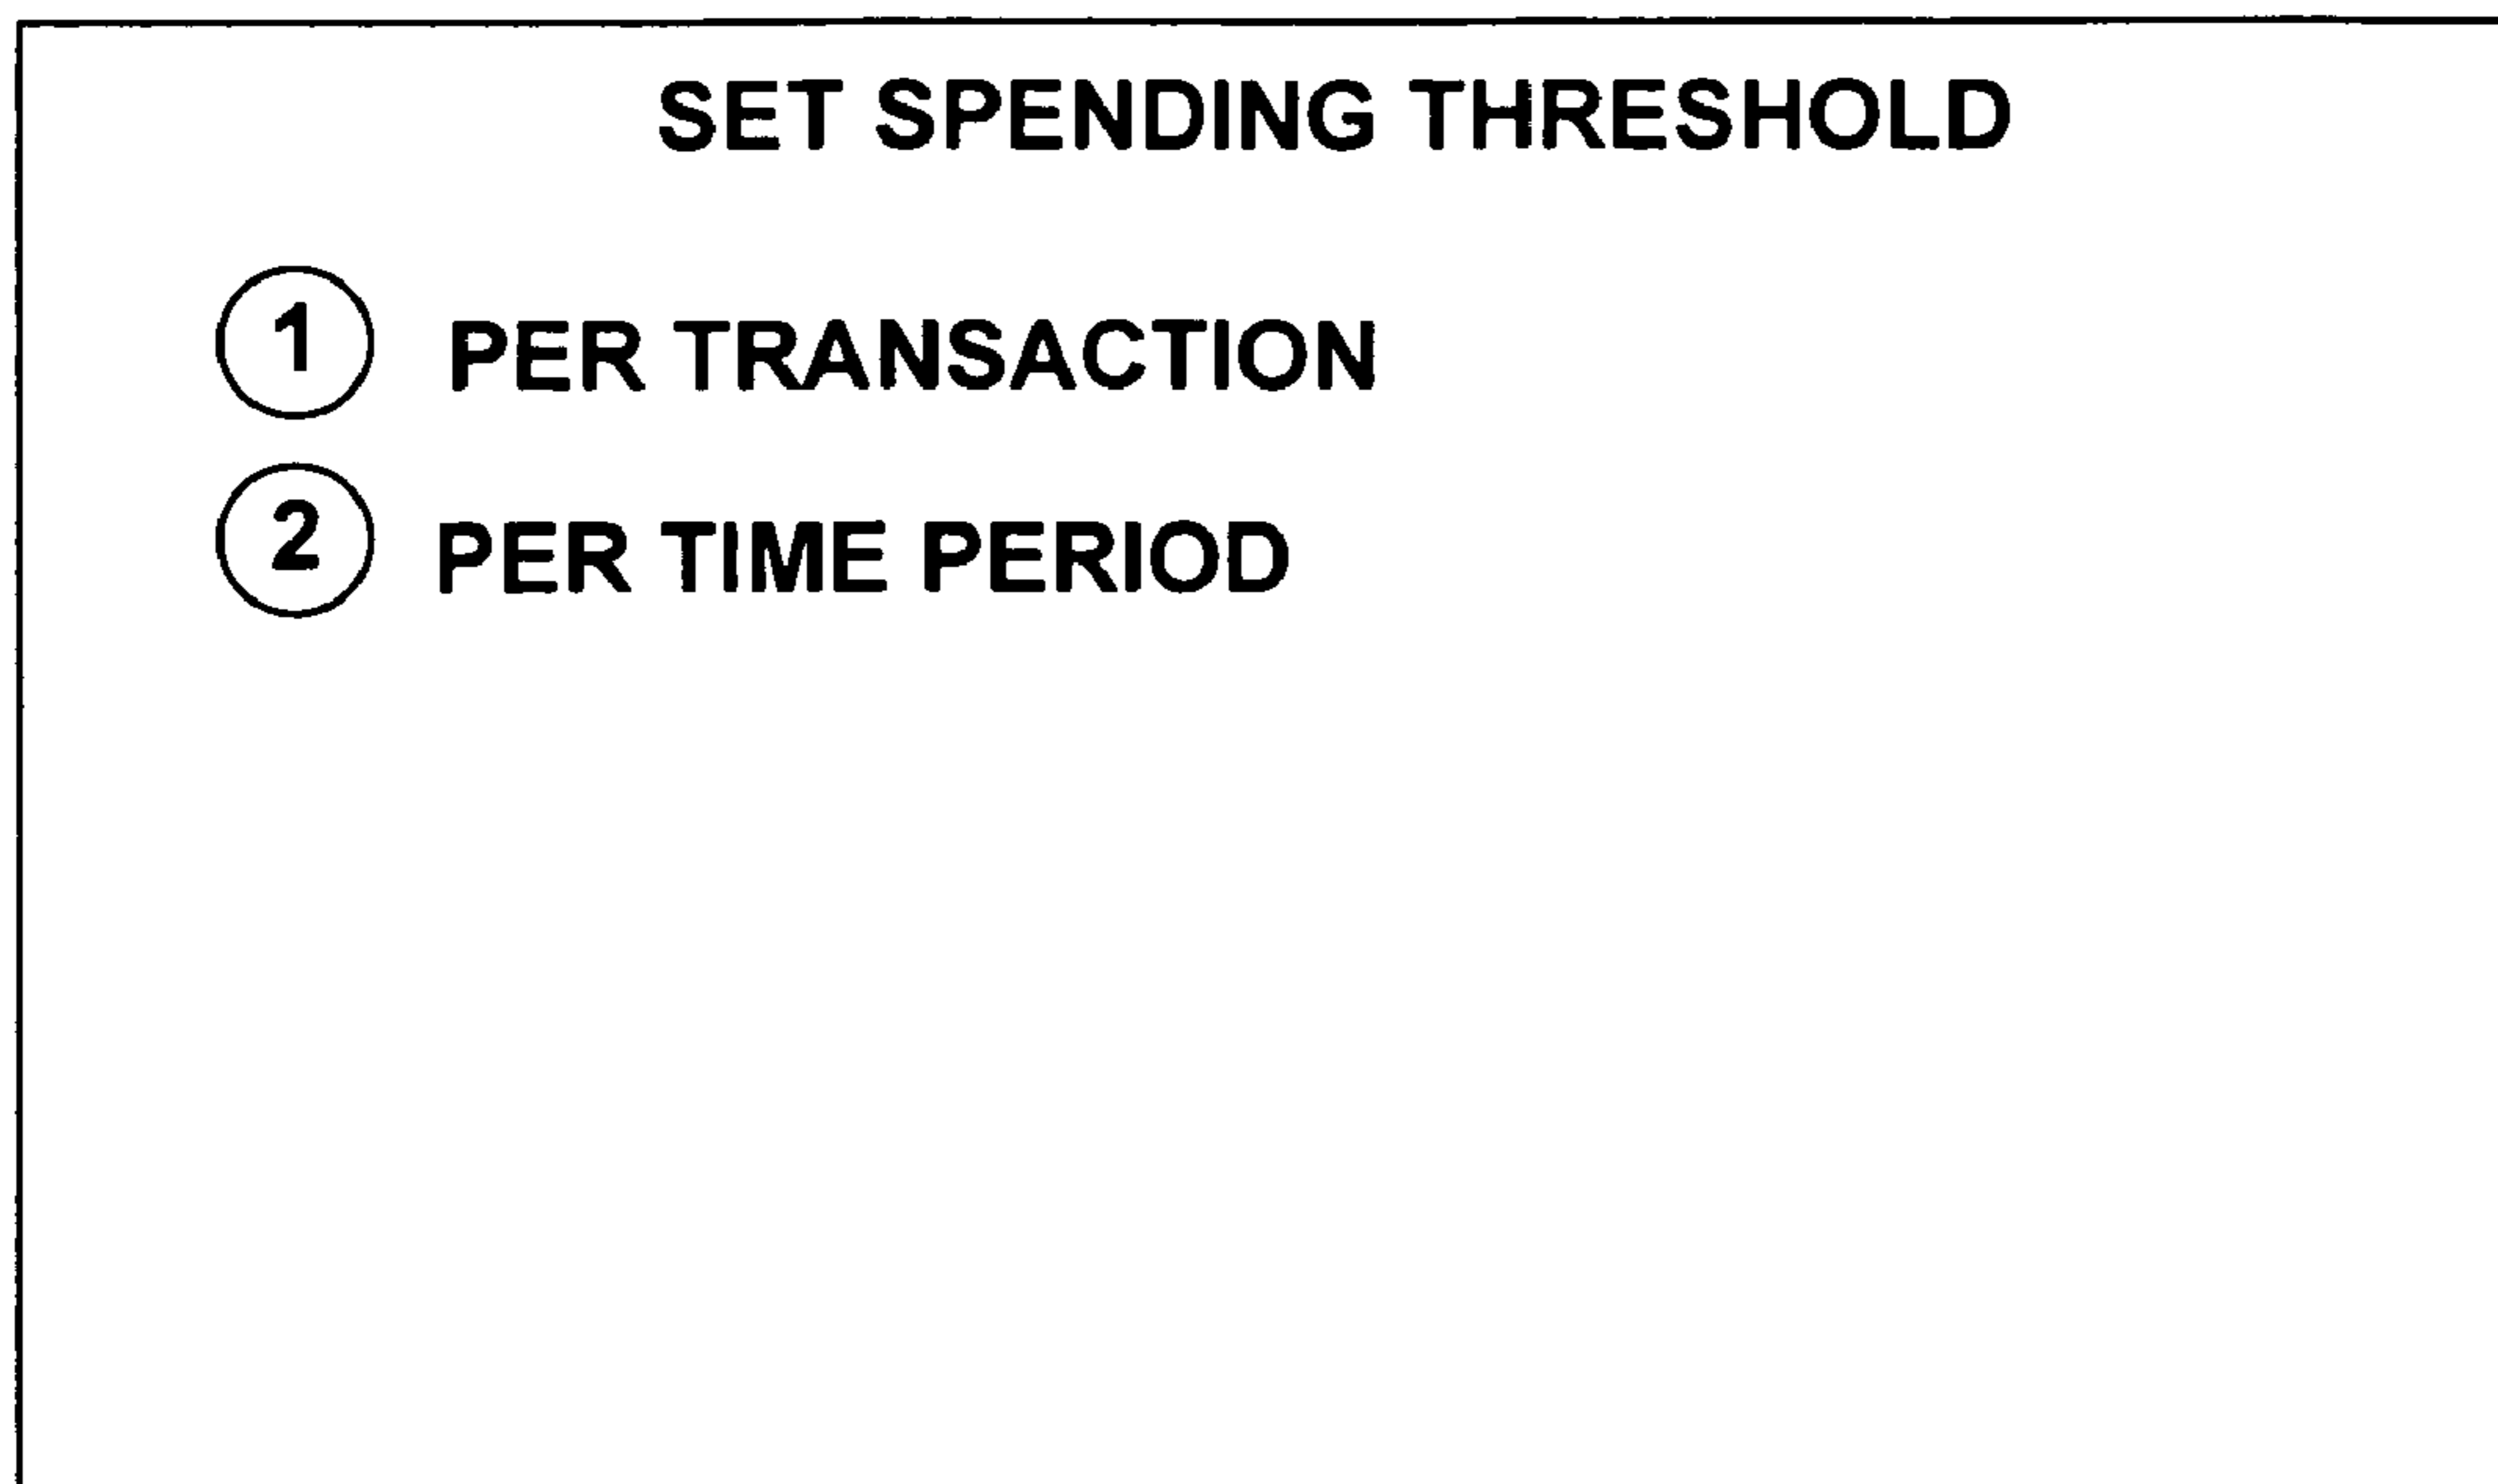 SET SPENDING THRESHOLD
1 PER TRANSACTION
2 PER TIME PERIOD